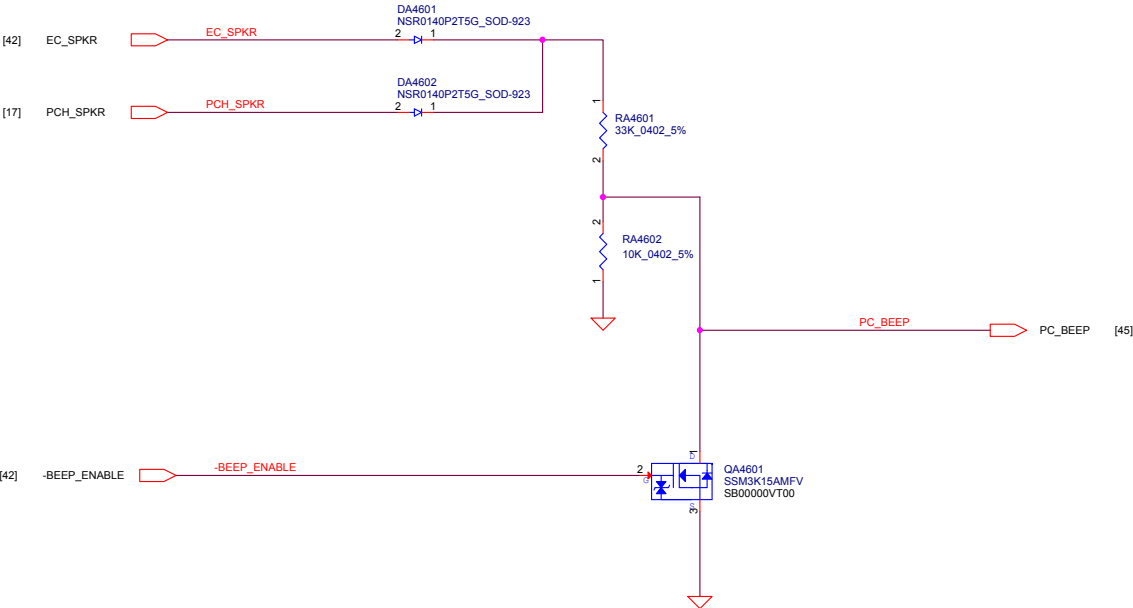 DA4601
NSR0140P2T5G_SOD-923
[42] EC_SPKR EC_SPKR 2 1
DA4602
NSR0140P2T5G_SOD-923
[17] PCH_SPKR PCH_SPKR 2 1
1
RA4601
33K_0402_5%
2
2
RA4602
10K_0402_5%
1
PC_BEEP PC_BEEP [45]
[42] -BEEP_ENABLE -BEEP_ENABLE 2
G
1
D
QA4601
SSM3K15AMFV
SB00000VT00
S
3